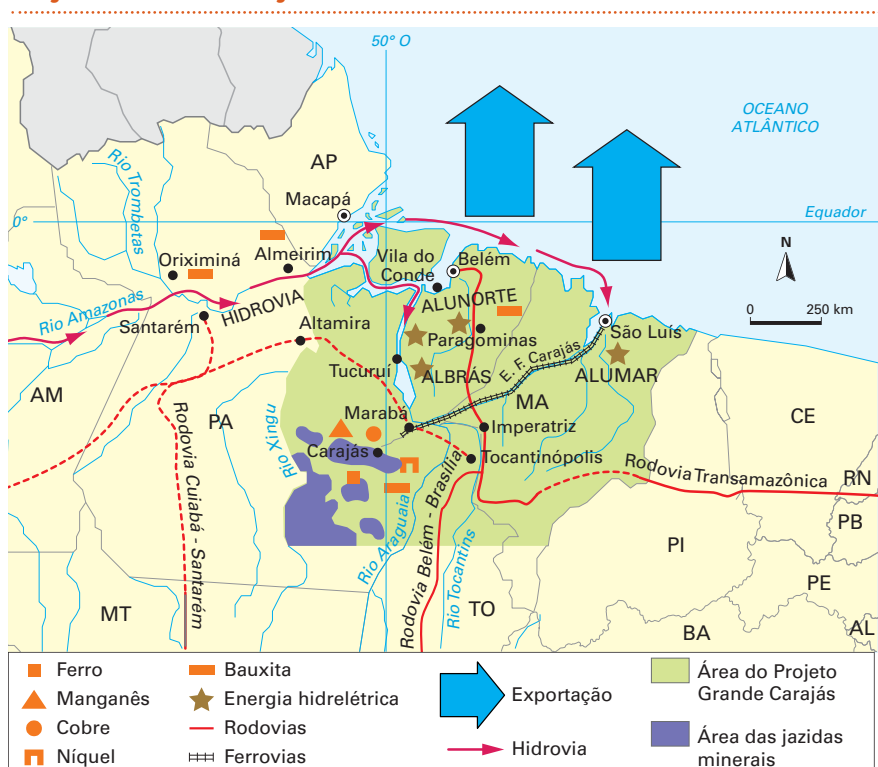 50° O
OCEANO
ATLÂNTICO
AP
Rio Trombetas
Macapá
0°
Equador
N
Oriximiná
Almeirim
Vila do
Conde
Belém
0 250 km
Rio Amazonas
HIDROVIA
ALUNORTE
Santarém
Altamira
Paragominas
São Luís
E. F. Carajás
Tucuruí
ALBRÁS
ALUMAR
AM
PA
MA
CE
Marabá
Imperatriz
Rio Xingu
Carajás
Tocantinópolis
Rodovia Transamazônica
RN
Rodovia Cuiabá - Santarém
PB
Rio Araguaia
Rodovia Belém - Brasília
Rio Tocantins
PI
PE
MT
TO
BA
AL
Ferro
Manganês
Cobre
Níquel
Bauxita
Energia hidrelétrica
Rodovias
Ferrovias
Exportação
Hidrovia
Área do Projeto
Grande Carajás
Área das jazidas
minerais